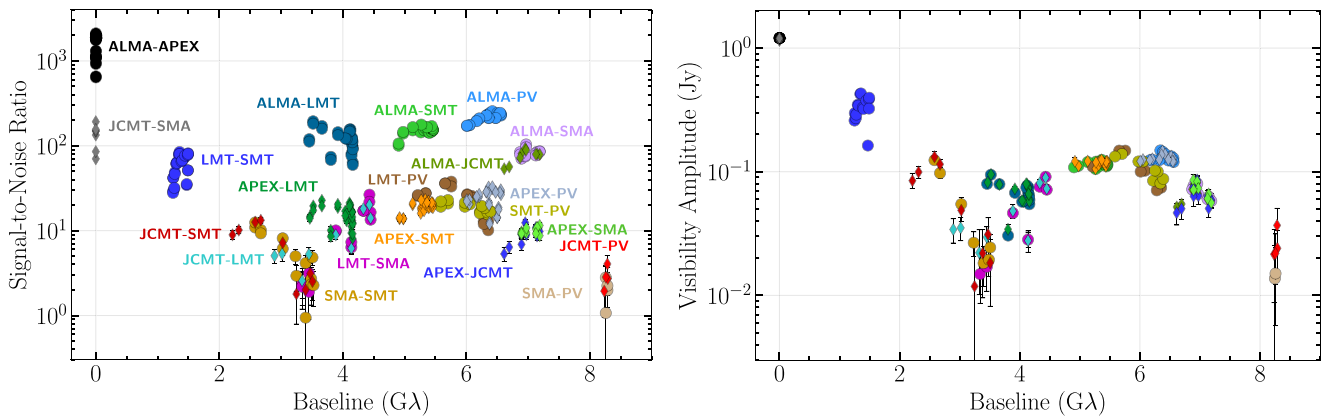 Signal-to-Noise Ratio
10³
10²
10¹
10⁰
ALMA-APEX
JCMT-SMA
LMT-SMT
ALMA-LMT
ALMA-SMT
ALMA-PV
ALMA-SMA
ALMA-JCMT
LMT-PV
APEX-LMT
APEX-PV
SMT-PV
APEX-SMT
APEX-SMA
JCMT-PV
JCMT-SMT
JCMT-LMT
LMT-SMA
APEX-JCMT
SMA-SMT
SMA-PV
0 2 4 6 8
Baseline (Gλ)
Visibility Amplitude (Jy)
10⁰
10⁻¹
10⁻²
0 2 4 6 8
Baseline (Gλ)